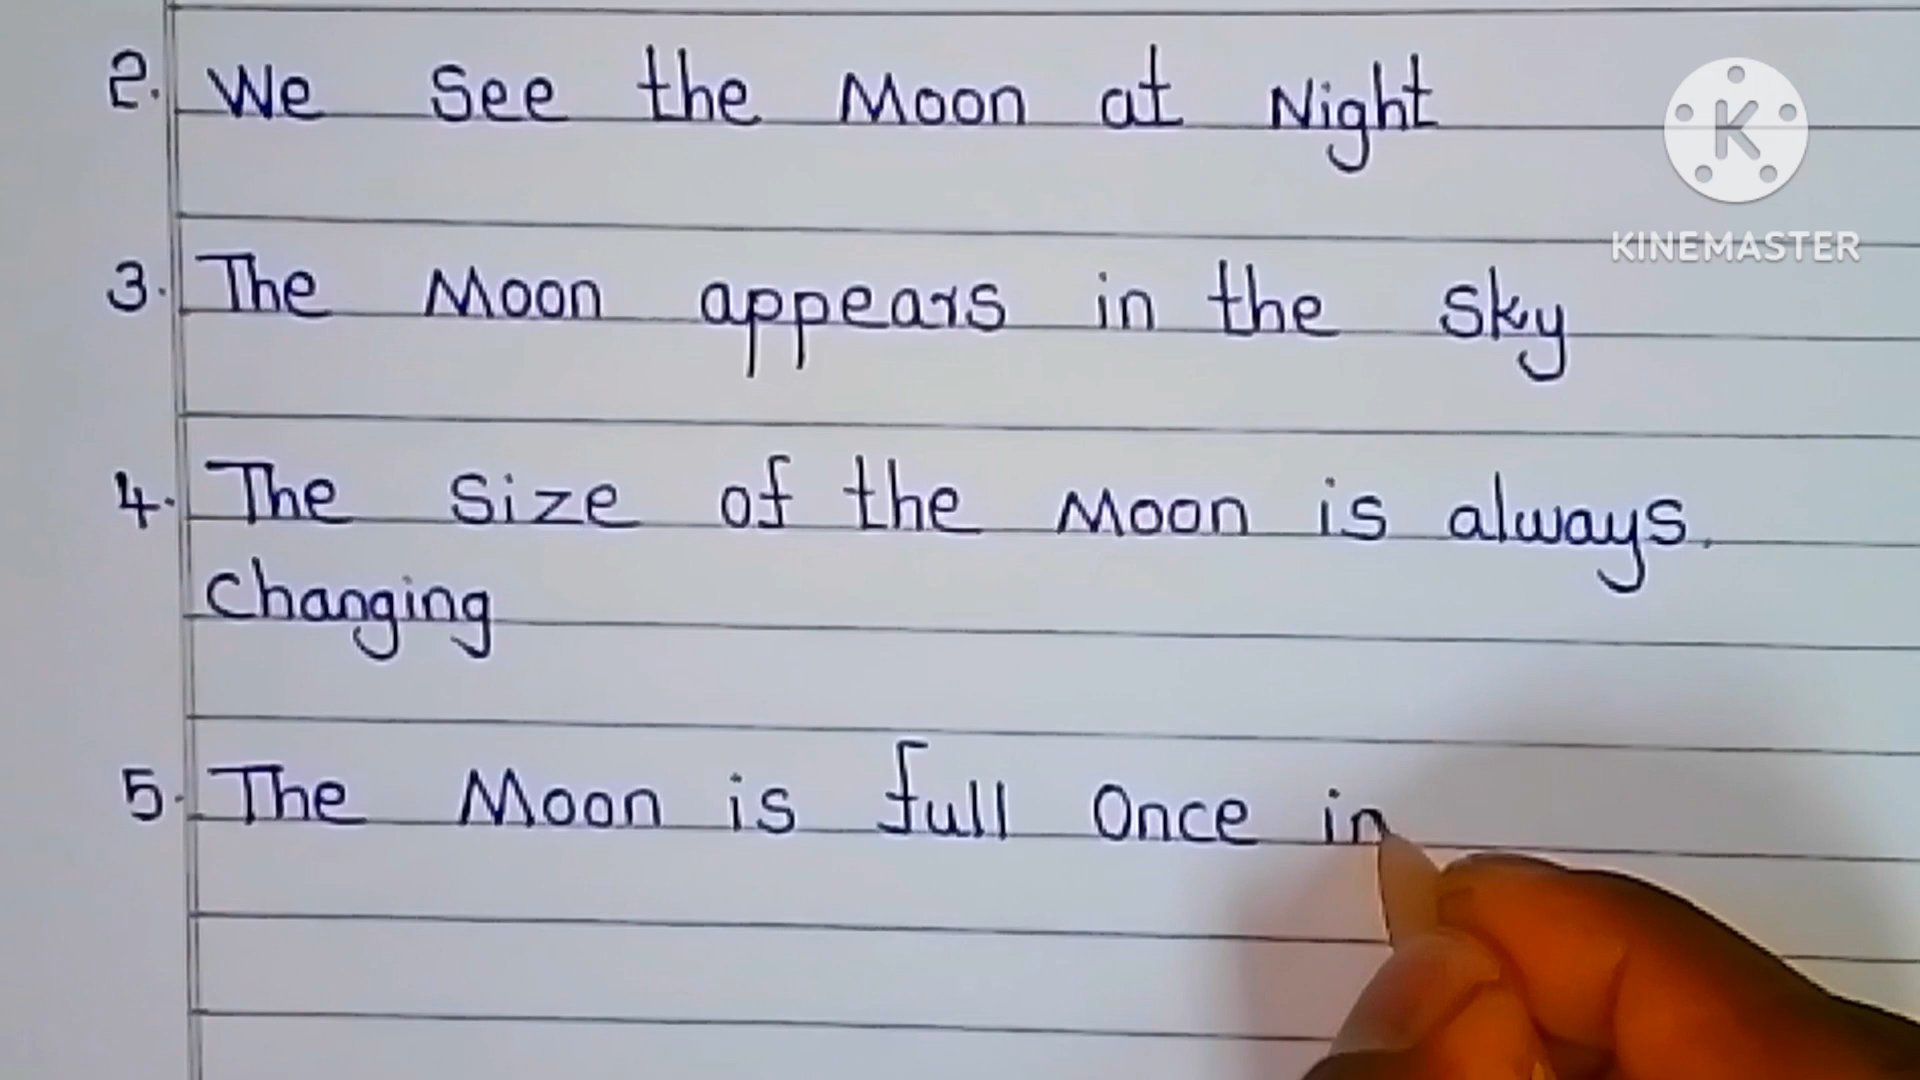 2. We See the Moon at Night
KINEMASTER
3. The Moon appears in the sky
4. The Size of the Moon is always.
Changing
5. The Moon is full Once in